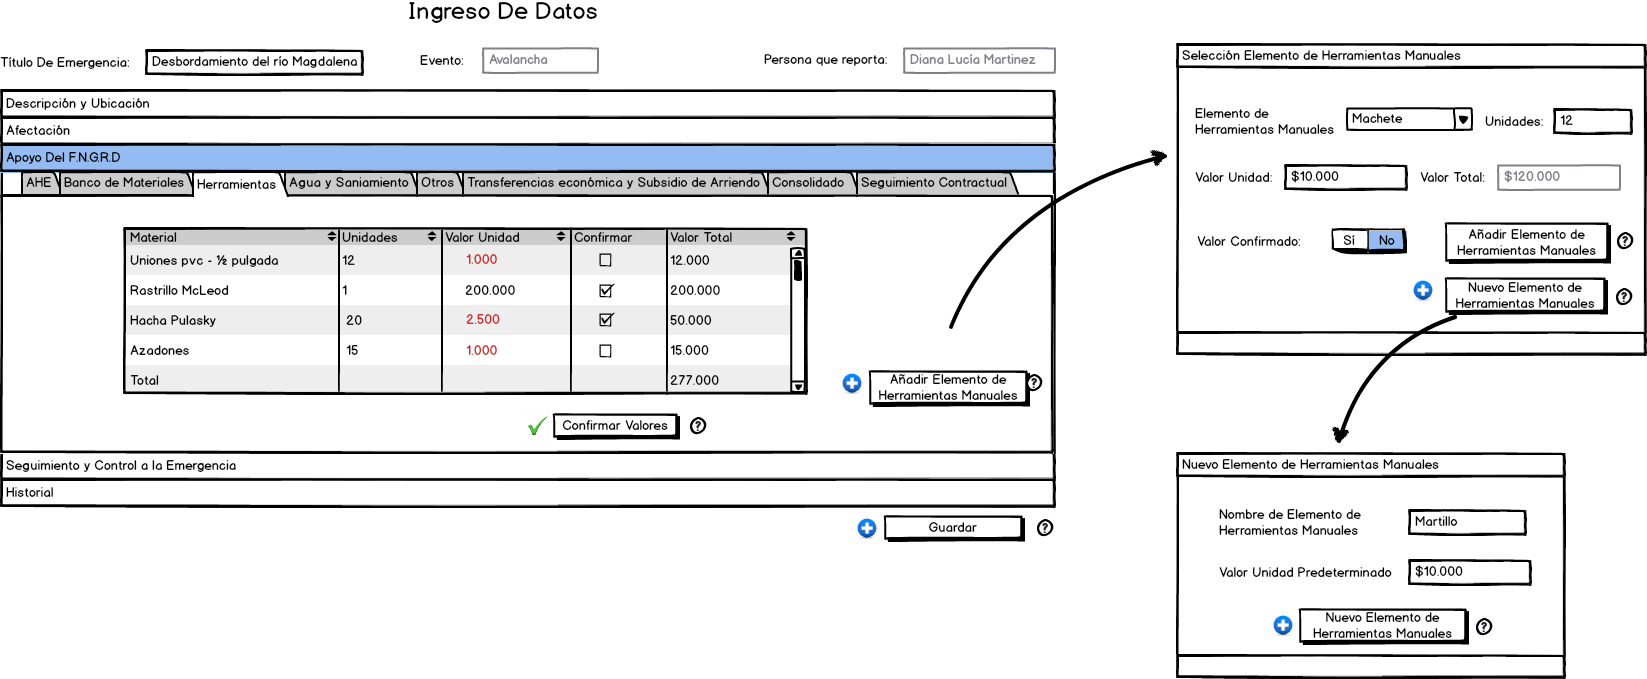 Ingreso De Datos
Título De Emergencia: Desbordamiento del río Magdalena Evento: Avalancha Persona que reporta: Diana Lucía Martinez
Descripción y Ubicación
Afectación
Apoyo Del F.N.G.R.D
AHE Banco de Materiales Herramientas Agua y Saniamiento Otros Transferencias económica y Subsidio de Arriendo Consolidado Seguimiento Contractual
Material Unidades Valor Unidad Confirmar Valor Total
Uniones pvc - ½ pulgada 12 1.000 12.000
Rastrillo McLeod 1 200.000 200.000
Hacha Pulasky 20 2.500 50.000
Azadones 15 1.000 15.000
Total 277.000
Añadir Elemento de
Herramientas Manuales ?
Confirmar Valores ?
Seguimiento y Control a la Emergencia
Historial
Guardar ?
Selección Elemento de Herramientas Manuales
Elemento de
Herramientas Manuales Machete Unidades: 12
Valor Unidad: $10.000 Valor Total: $120.000
Valor Confirmado: Sí No
Añadir Elemento de
Herramientas Manuales ?
Nuevo Elemento de
Herramientas Manuales ?
Nuevo Elemento de Herramientas Manuales
Nombre de Elemento de
Herramientas Manuales Martillo
Valor Unidad Predeterminado $10.000
Nuevo Elemento de
Herramientas Manuales ?